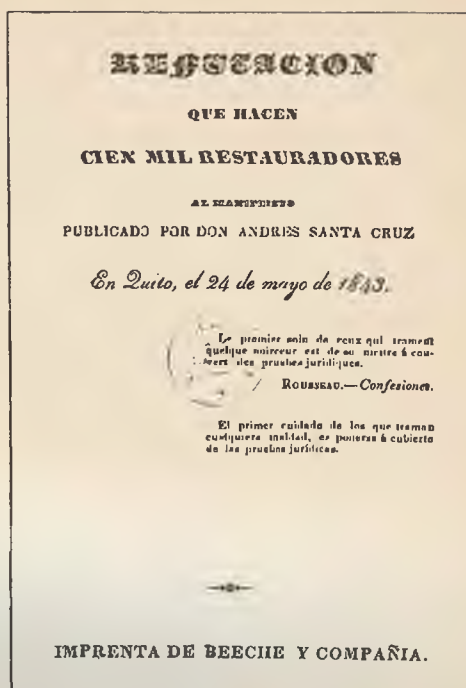 REFUTACION
QUE HACEN
CIEN MIL RESTAURADORES
AL MANIFIESTO
PUBLICADO POR DON ANDRES SANTA CRUZ
En Quito, el 24 de mayo de 1843.
Le premier soin de ceux qui trament
quelque noirceur est de se mettre á cou-
vert des preuves juridiques.
ROUSSEAU.—Confesiones.
El primer cuidado de los que traman
cualquiera maldad, es ponerse á cubierto
de las pruebas jurídicas.
IMPRENTA DE BEECHE Y COMPAÑIA.